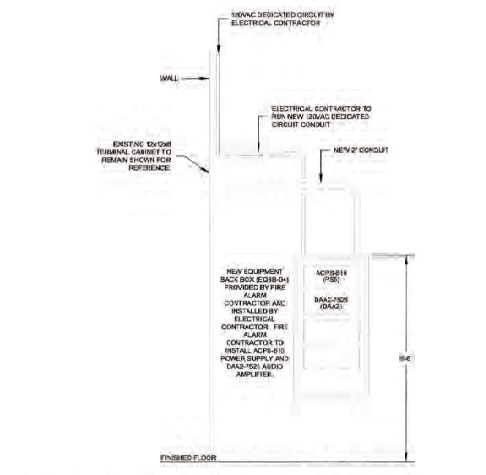 120VAC DEDICATED CIRCUIT BY
ELECTRICAL CONTRACTOR
WALL
ELECTRICAL CONTRACTOR TO
RUN NEW 120VAC DEDICATED
CIRCUIT CONDUIT
EXISTING 12x12x6
TERMINAL CABINET TO
REMAIN SHOWN FOR
REFERENCE.
NEW 2" CONDUIT
NEW EQUIPMENT
BACK BOX (EQBB-D4)
PROVIDED BY FIRE
ALARM
CONTRACTOR AND
INSTALLED BY
ELECTRICAL
CONTRACTOR. FIRE
ALARM
CONTRACTOR TO
INSTALL ACPS-610
POWER SUPPLY AND
DAA2-7525 AUDIO
AMPLIFIER.
ACPS-610
(PS5)
DAA2-7525
(DAA2)
FINISHED FLOOR